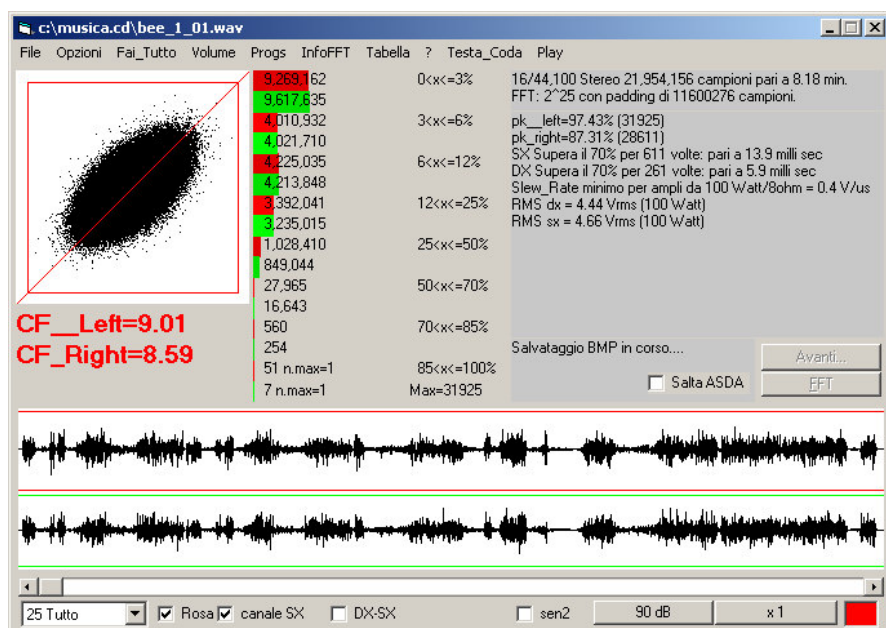 c:\musica.cd\bee_1_01.wav
File Opzioni Fai_Tutto Volume Progs InfoFFT Tabella ? Testa_Coda Play
9,269,162 0<x<=3%
9,617,635
4,010,932 3<x<=6%
4,021,710
4,225,035 6<x<=12%
4,213,848
3,392,041 12<x<=25%
3,235,015
1,028,410 25<x<=50%
849,044
27,965 50<x<=70%
16,643
560 70<x<=85%
254
51 n.max=1 85<x<=100%
7 n.max=1 Max=31925
CF__Left=9.01
CF_Right=8.59
16/44,100 Stereo 21,954,156 campioni pari a 8.18 min.
FFT: 2^25 con padding di 11600276 campioni.
pk__left=97.43% (31925)
pk_right=87.31% (28611)
SX Supera il 70% per 611 volte: pari a 13.9 milli sec
DX Supera il 70% per 261 volte: pari a 5.9 milli sec
Slew_Rate minimo per ampli da 100 Watt/8ohm = 0.4 V/us
RMS dx = 4.44 Vrms (100 Watt)
RMS sx = 4.66 Vrms (100 Watt)
Salvataggio BMP in corso....
Avanti...
Salta ASDA
FFT
25 Tutto Rosa canale SX DX-SX sen2 90 dB x 1